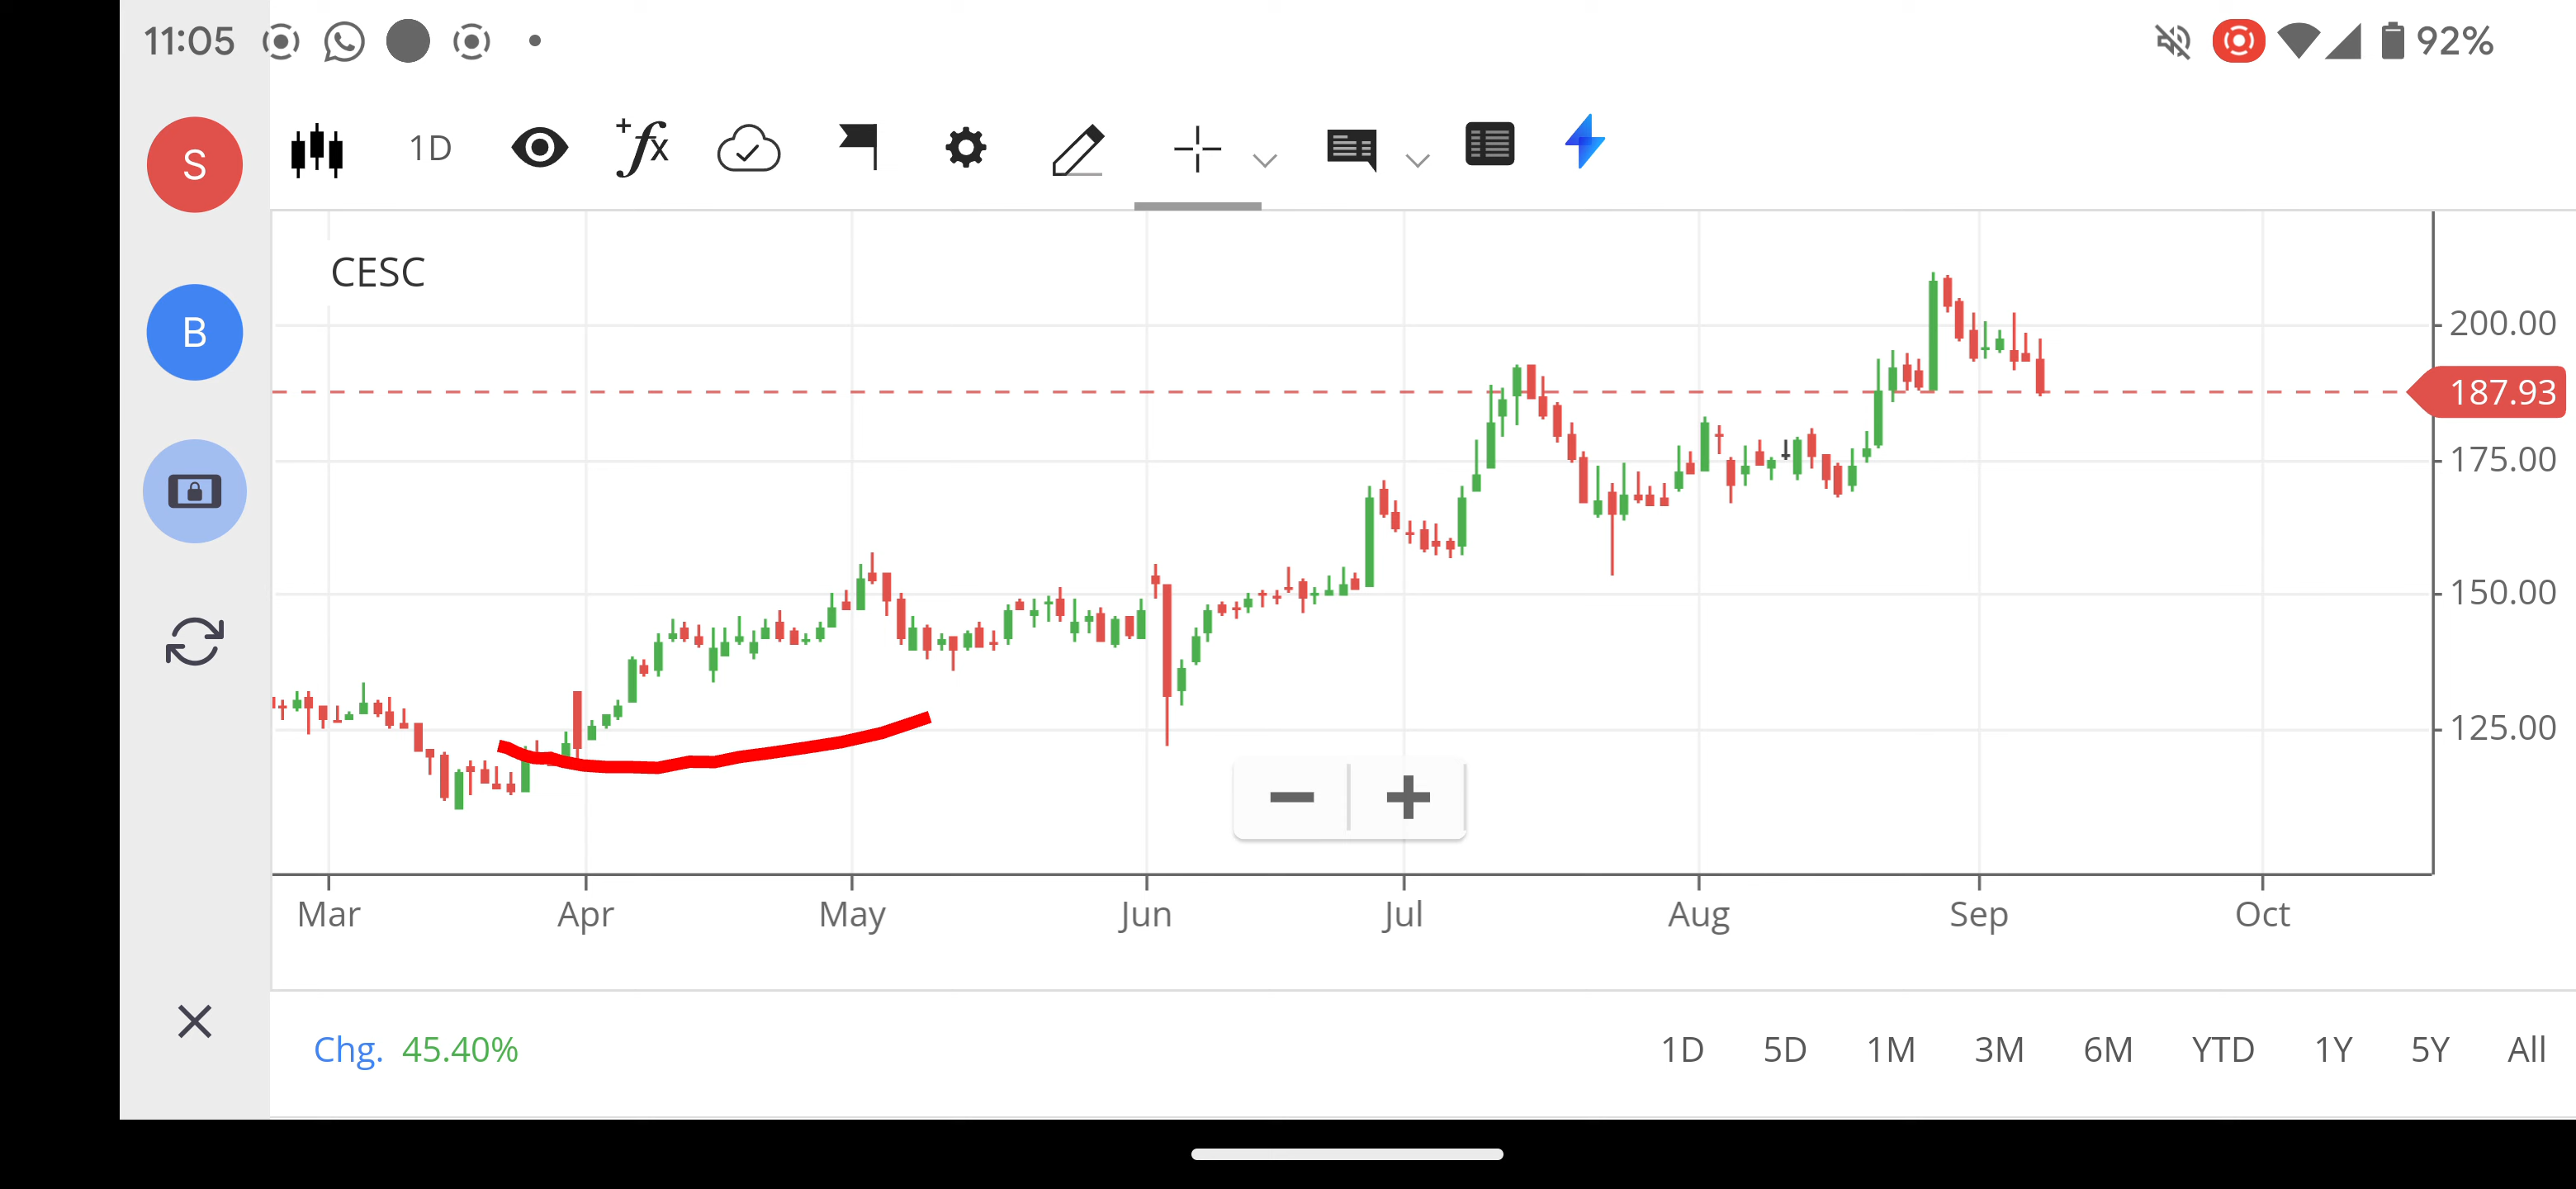 11:05
92%
S
1D
fx
CESC
B
200.00
187.93
175.00
150.00
125.00
Mar Apr May Jun Jul Aug Sep Oct
Chg. 45.40%
1D 5D 1M 3M 6M YTD 1Y 5Y All